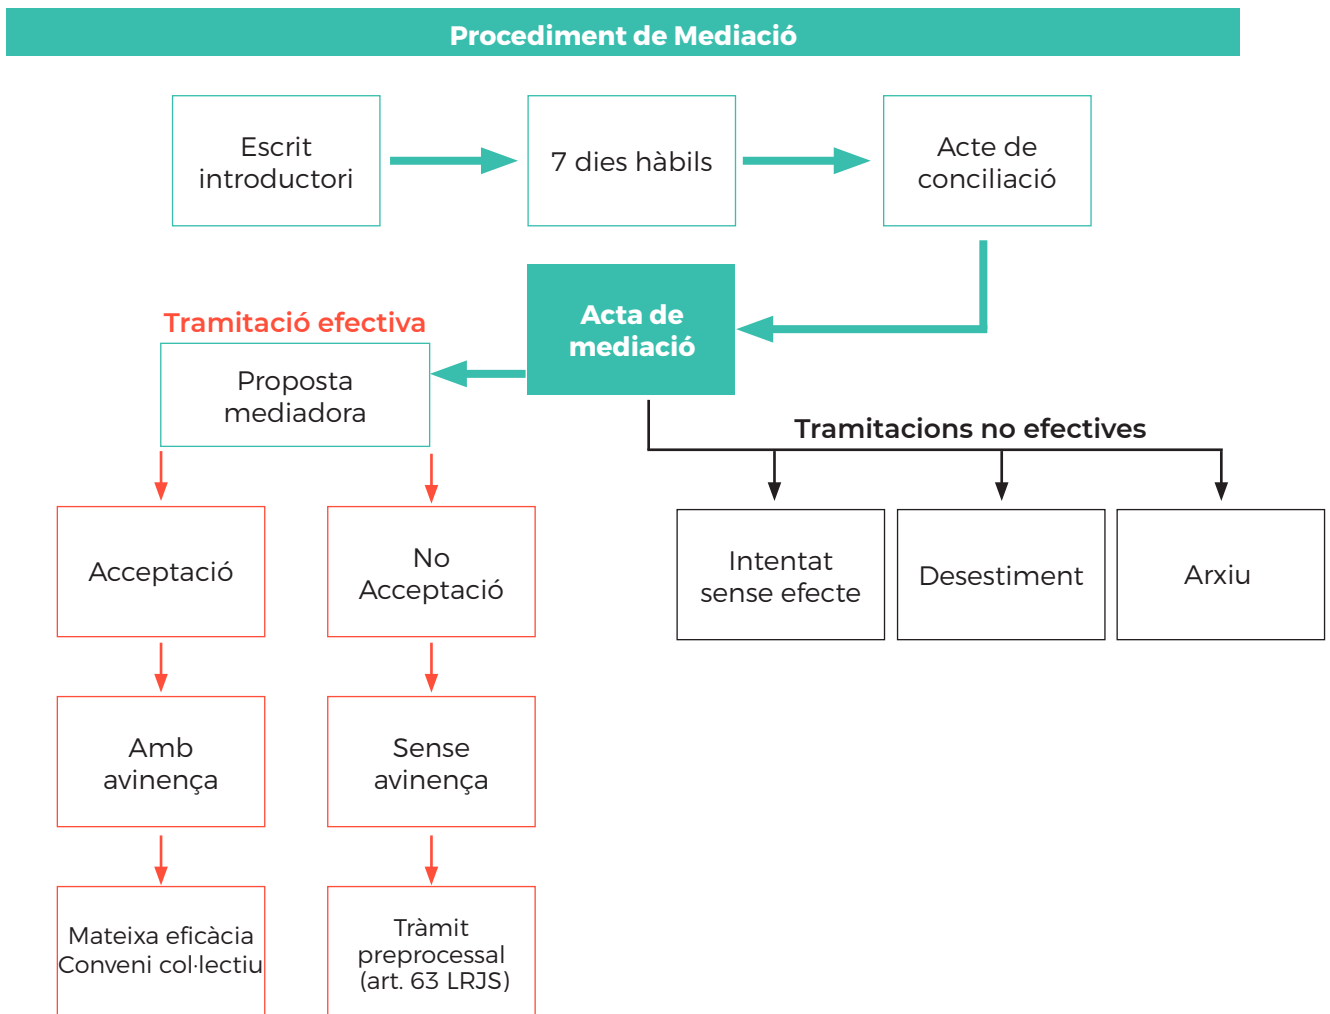 Procediment de Mediació
Escrit
introductori
7 dies hàbils
Acte de
conciliació
Acta de
mediació
Tramitació efectiva
Proposta
mediadora
Tramitacions no efectives
Acceptació
No
Acceptació
Intentat
sense efecte
Desestiment
Arxiu
Amb
avinença
Sense
avinença
Mateixa eficàcia
Conveni col·lectiu
Tràmit
preprocessal
(art. 63 LRJS)